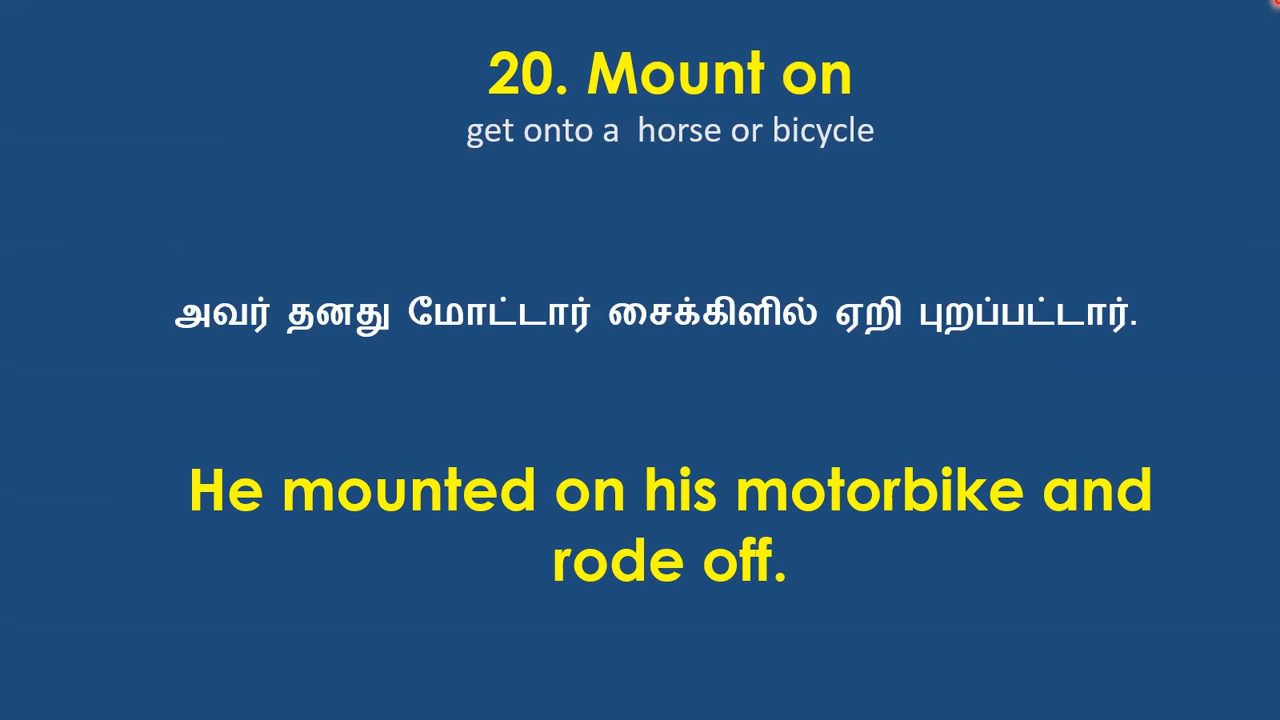 20. Mount on
get onto a horse or bicycle
அவர் தனது மோட்டார் சைக்கிளில் ஏறி புறப்பட்டார்.
He mounted on his motorbike and
rode off.